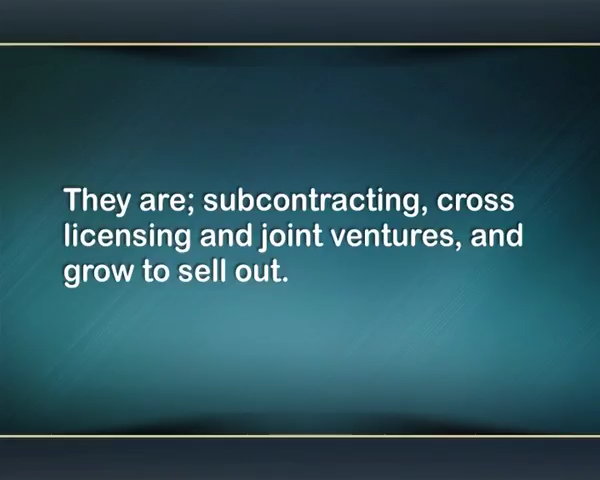 They are; subcontracting, cross
licensing and joint ventures, and
grow to sell out.